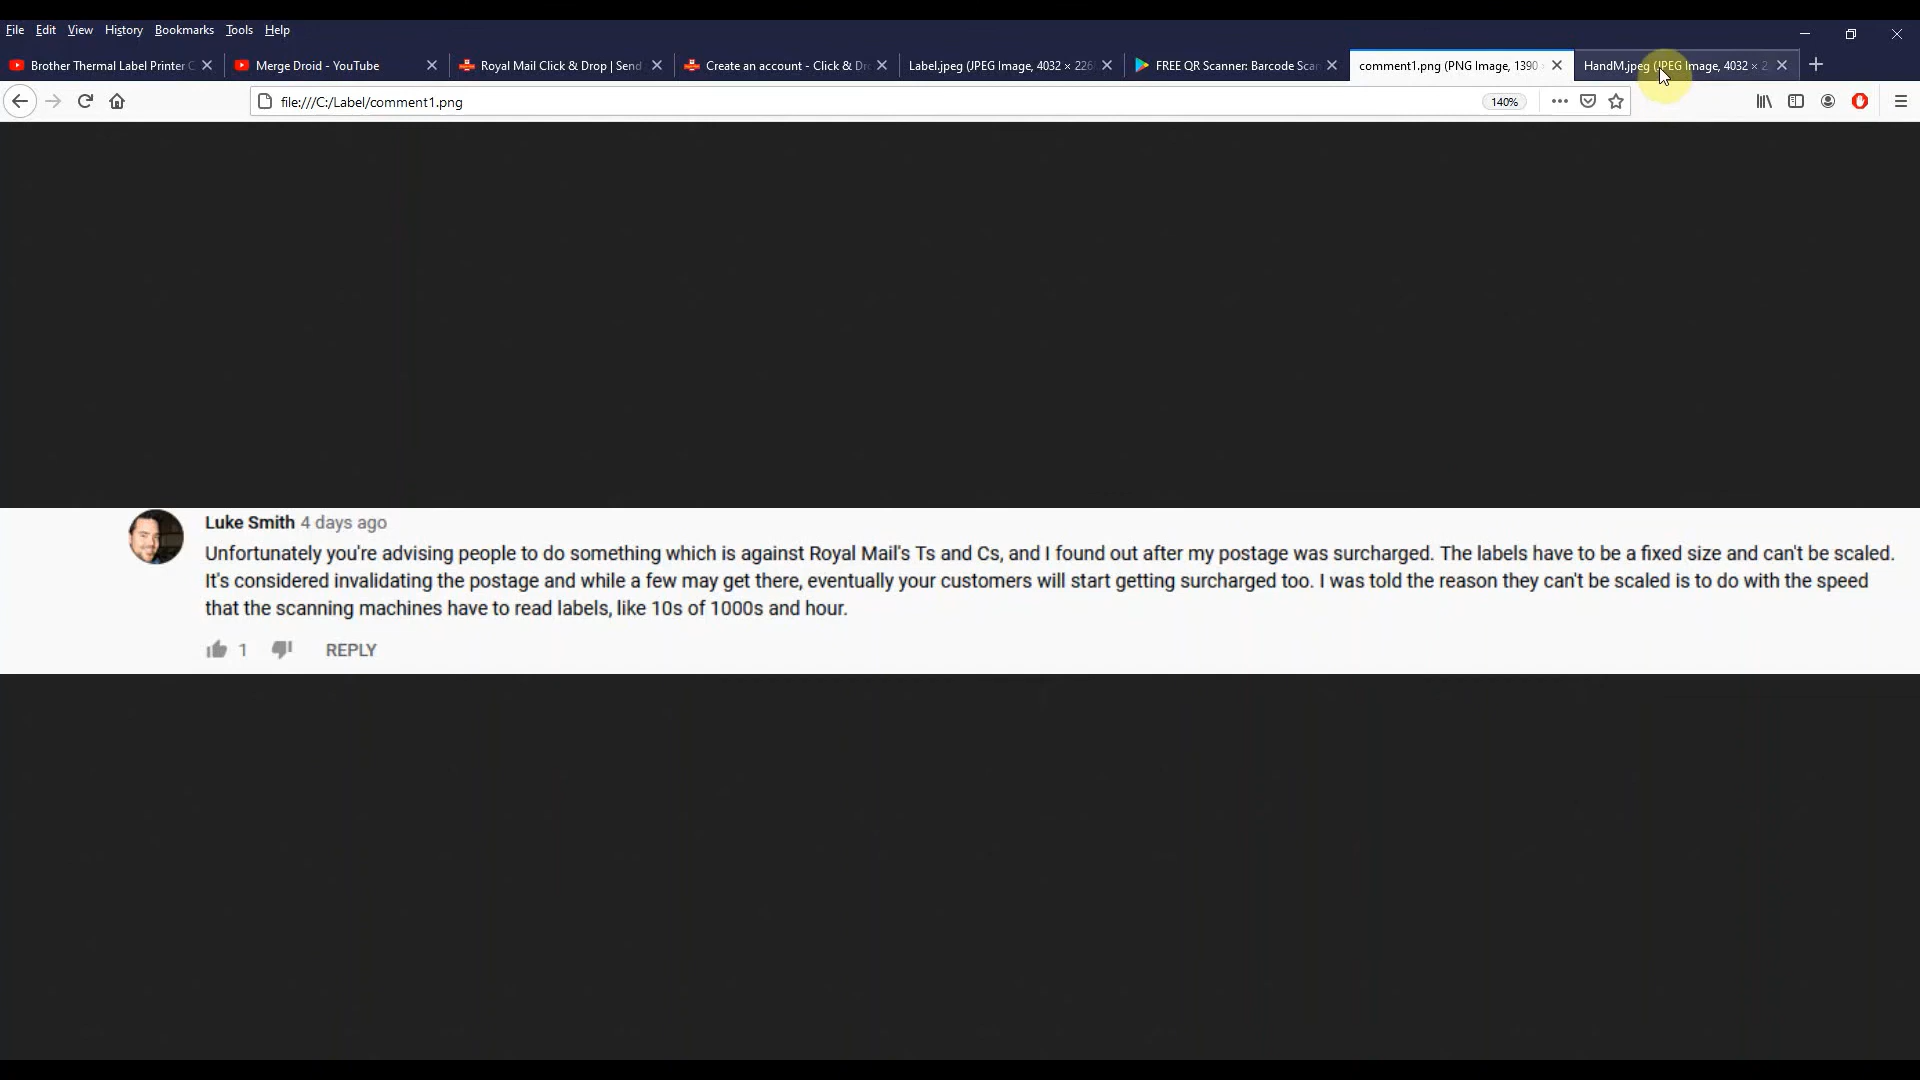 File Edit View History Bookmarks Tools Help
Brother Thermal Label Printer
Merge Droid - YouTube
Royal Mail Click & Drop | Send
Create an account - Click & Dr
Label.jpeg (JPEG Image, 4032 × 226
FREE QR Scanner: Barcode Scan
comment1.png (PNG Image, 1390
HandM.jpeg (JPEG Image, 4032 × 2
file:///C:/Label/comment1.png
140%
Luke Smith 4 days ago
Unfortunately you're advising people to do something which is against Royal Mail's Ts and Cs, and I found out after my postage was surcharged. The labels have to be a fixed size and can't be scaled.
It's considered invalidating the postage and while a few may get there, eventually your customers will start getting surcharged too. I was told the reason they can't be scaled is to do with the speed
that the scanning machines have to read labels, like 10s of 1000s and hour.
1 REPLY